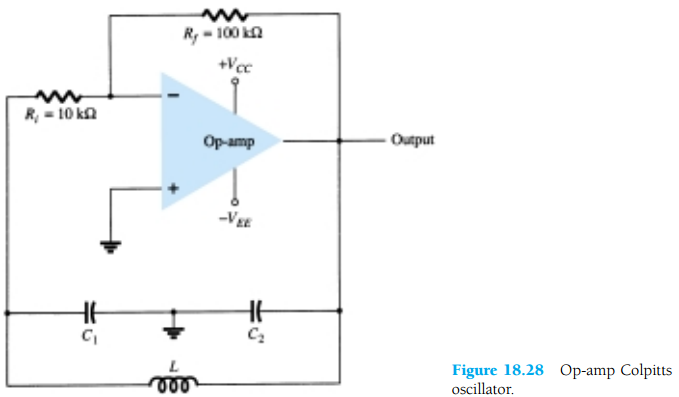 R_f = 100 kΩ
+V_CC
R_i = 10 kΩ
−
Op-amp
Output
+
−V_EE
C_1
C_2
L
Figure 18.28 Op-amp Colpitts
oscillator.